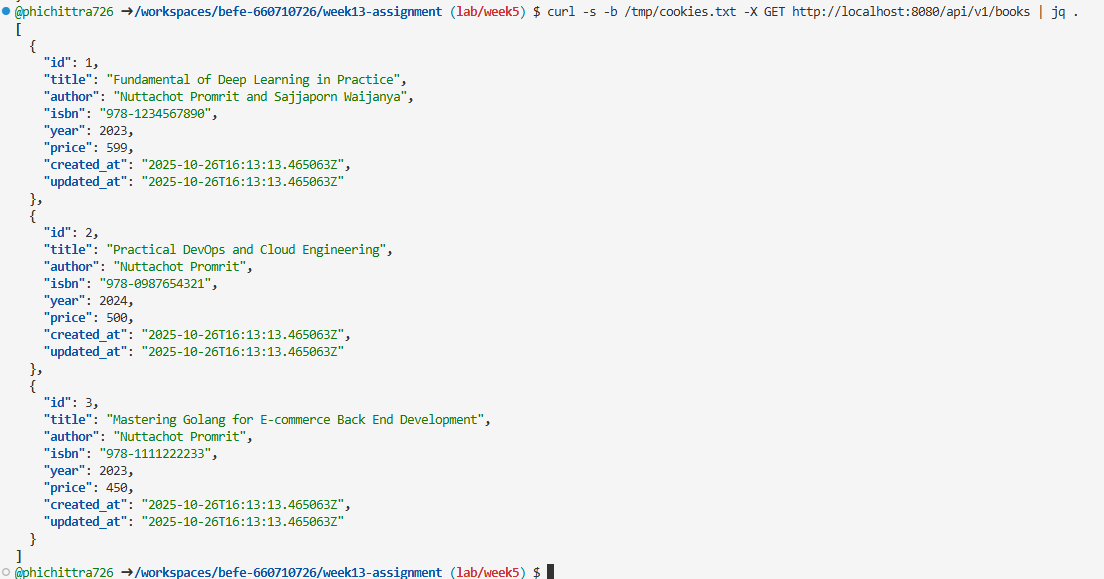 @phichittra726 ➜/workspaces/befe-660710726/week13-assignment (lab/week5) $ curl -s -b /tmp/cookies.txt -X GET http://localhost:8080/api/v1/books | jq .
[
  {
    "id": 1,
    "title": "Fundamental of Deep Learning in Practice",
    "author": "Nuttachot Promrit and Sajjaporn Waijanya",
    "isbn": "978-1234567890",
    "year": 2023,
    "price": 599,
    "created_at": "2025-10-26T16:13:13.465063Z",
    "updated_at": "2025-10-26T16:13:13.465063Z"
  },
  {
    "id": 2,
    "title": "Practical DevOps and Cloud Engineering",
    "author": "Nuttachot Promrit",
    "isbn": "978-0987654321",
    "year": 2024,
    "price": 500,
    "created_at": "2025-10-26T16:13:13.465063Z",
    "updated_at": "2025-10-26T16:13:13.465063Z"
  },
  {
    "id": 3,
    "title": "Mastering Golang for E-commerce Back End Development",
    "author": "Nuttachot Promrit",
    "isbn": "978-1111222233",
    "year": 2023,
    "price": 450,
    "created_at": "2025-10-26T16:13:13.465063Z",
    "updated_at": "2025-10-26T16:13:13.465063Z"
  }
]
@phichittra726 ➜/workspaces/befe-660710726/week13-assignment (lab/week5) $